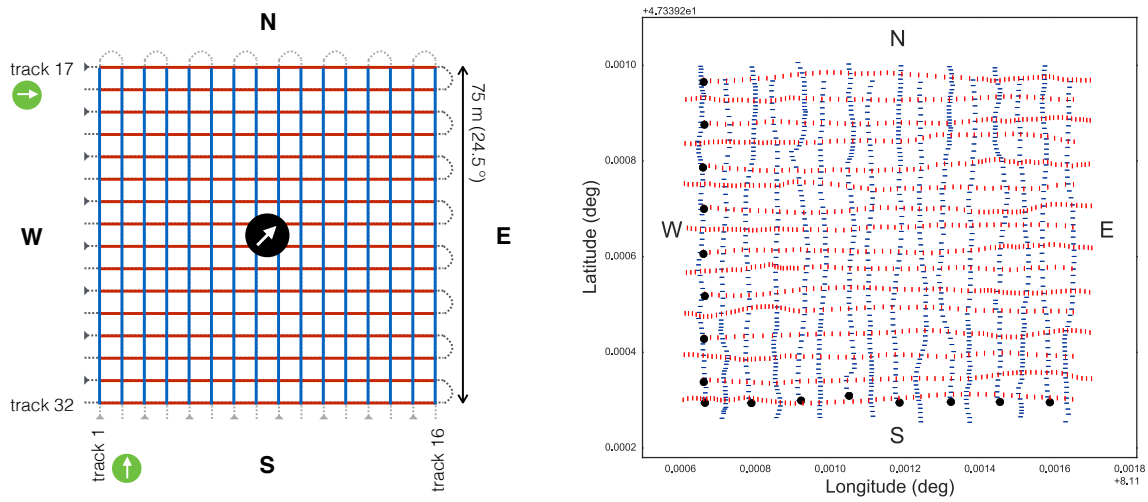 N
track 17
75 m (24.5 º)
W
E
track 32
track 1
track 16
S
+4.73392e1
0.0010
0.0008
0.0006
0.0004
0.0002
Latitude (deg)
N
W
E
S
0.0006
0.0008
0.0010
0.0012
0.0014
0.0016
0.0018
+8.11
Longitude (deg)